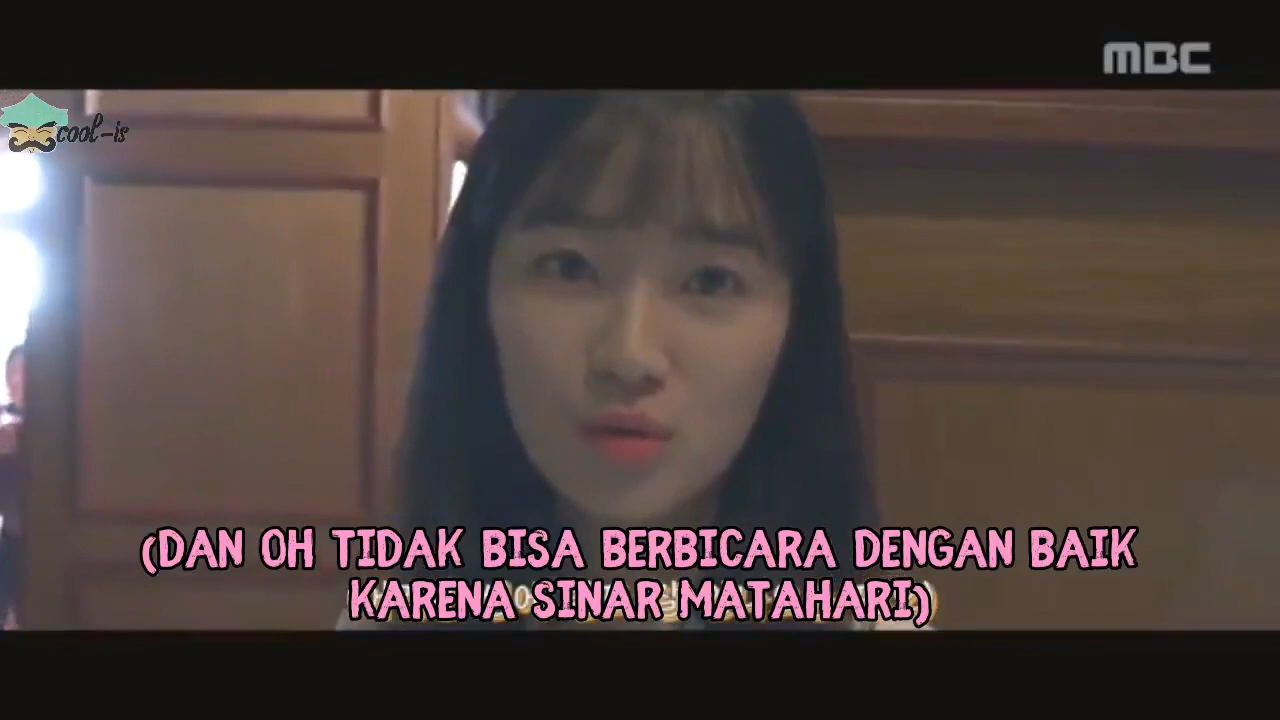 MBC
cool-is
(DAN OH TIDAK BISA BERBICARA DENGAN BAIK
KARENA SINAR MATAHARI)